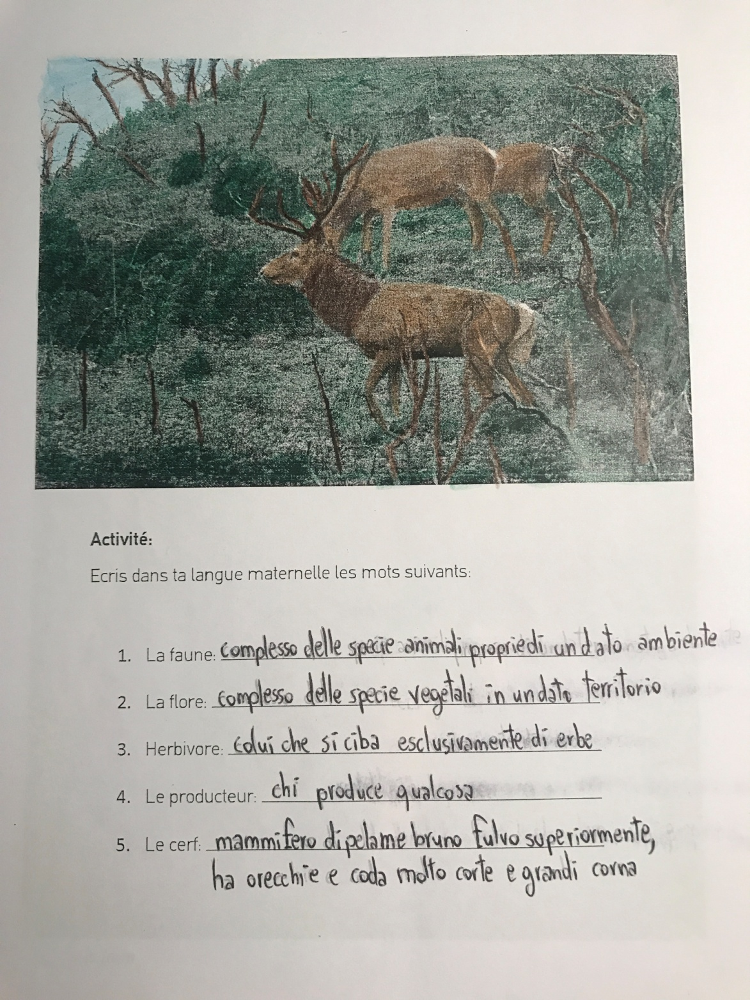 Activité:
Ecris dans ta langue maternelle les mots suivants:
1. La faune: complesso delle specie animali proprie di un dato ambiente
2. La flore: complesso delle specie vegetali in un dato territorio
3. Herbivore: colui che si ciba esclusivamente di erbe
4. Le producteur: chi produce qualcosa
5. Le cerf: mammifero di pelame bruno fulvo superiormente,
ha orecchie e coda molto corte e grandi corna